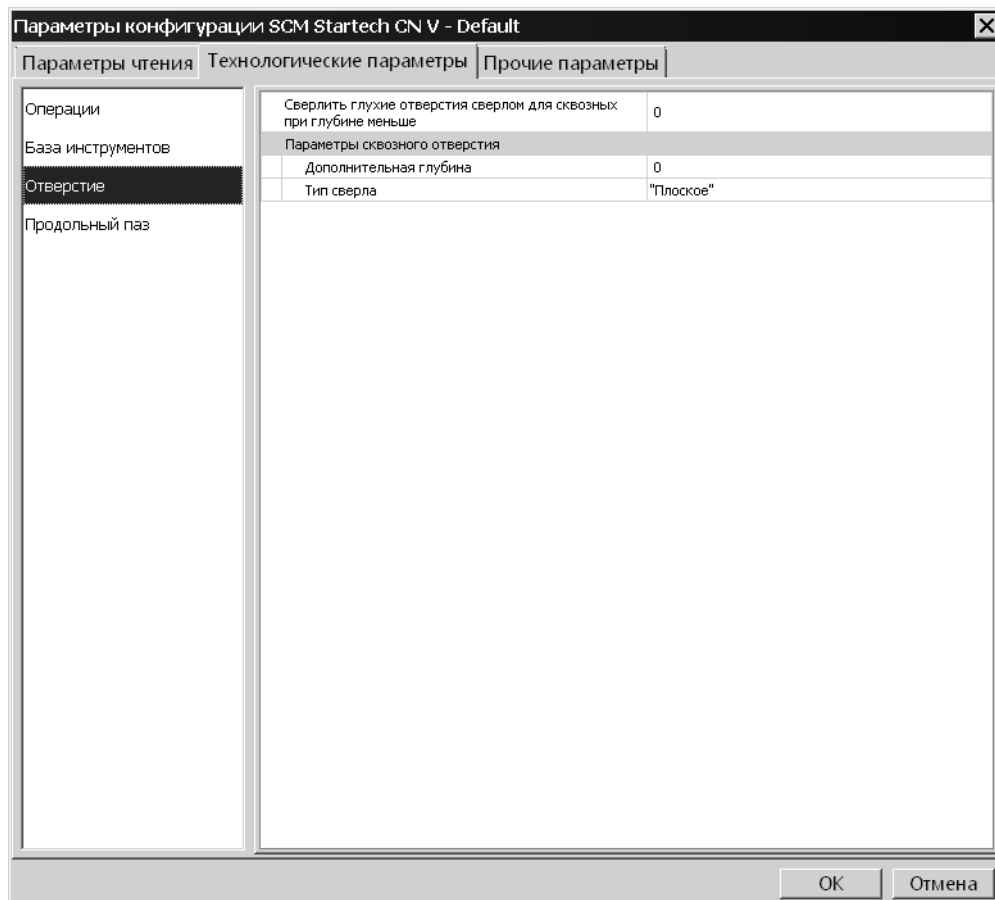 Параметры конфигурации SCM Startech CN V - Default
Параметры чтения Технологические параметры Прочие параметры
Операции
База инструментов
Отверстие
Продольный паз
Сверлить глухие отверстия сверлом для сквозных
при глубине меньше
0
Параметры сквозного отверстия
Дополнительная глубина 0
Тип сверла "Плоское"
OK Отмена